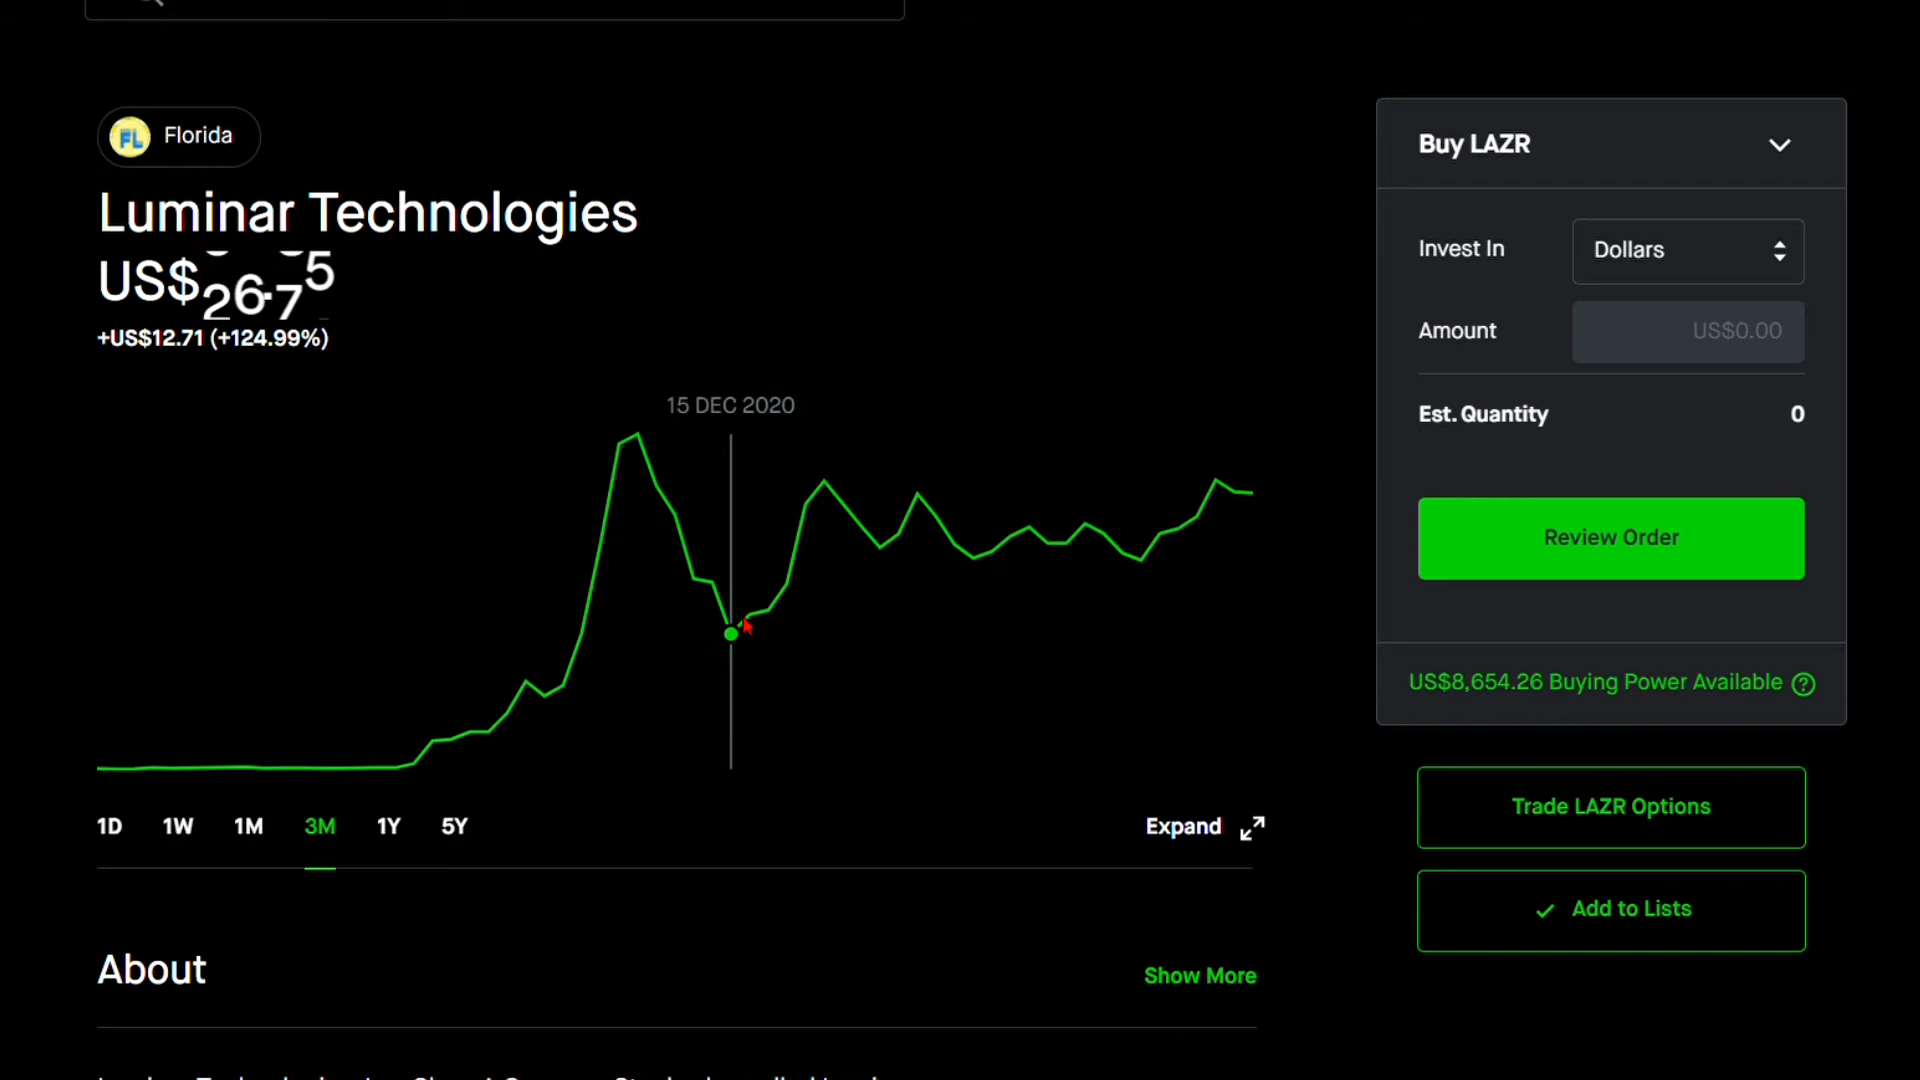 FL Florida
Luminar Technologies
US$
+US$12.71 (+124.99%)
15 DEC 2020
1D 1W 1M 3M 1Y 5Y
Expand
About
Show More
Buy LAZR
Invest In Dollars
Amount US$0.00
Est. Quantity 0
Review Order
US$8,654.26 Buying Power Available ?
Trade LAZR Options
Add to Lists